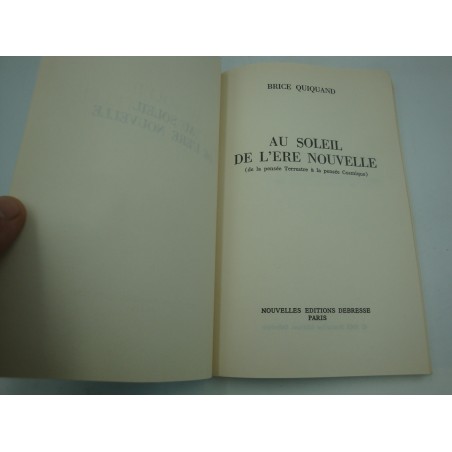 BRICE QUIQUAND
AU SOLEIL
DE L'ERE NOUVELLE
(de la pensée Terrestre à la pensée Cosmique)
NOUVELLES EDITIONS DEBRESSE
PARIS